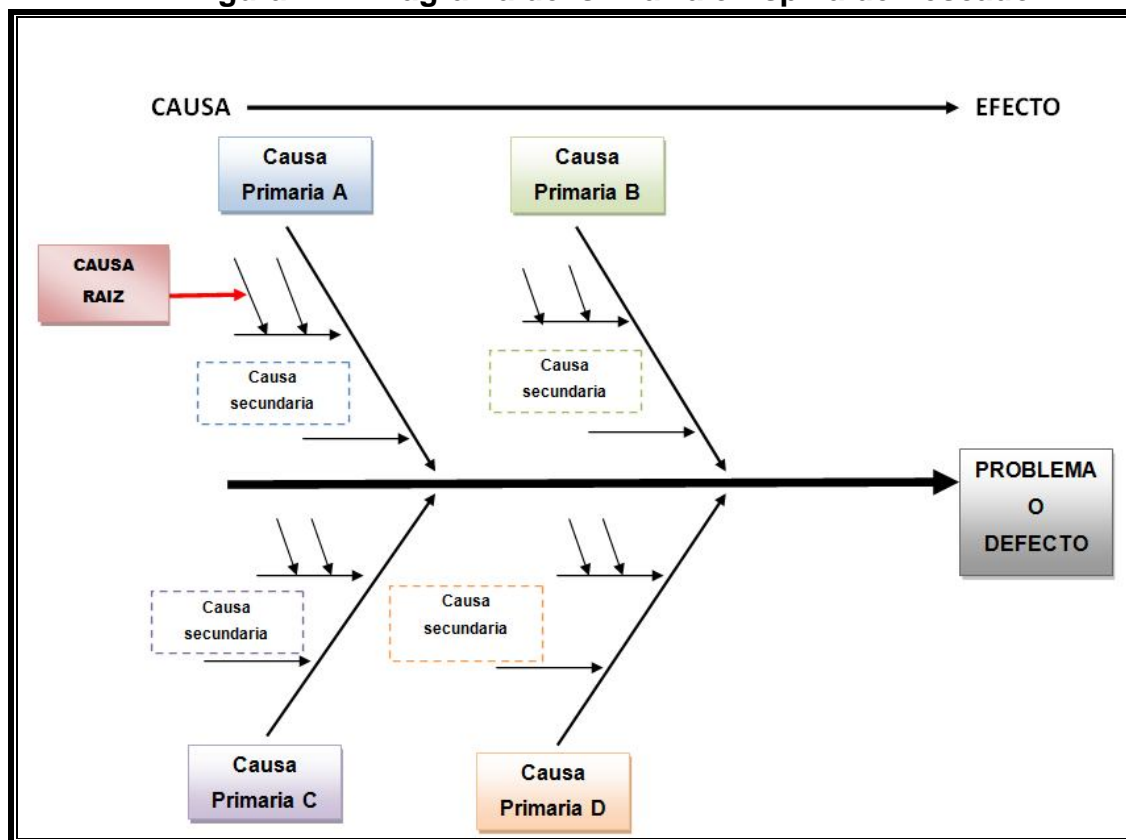 CAUSA EFECTO
Causa
Primaria A
Causa
Primaria B
CAUSA
RAIZ
Causa
secundaria
Causa
secundaria
PROBLEMA
O
DEFECTO
Causa
secundaria
Causa
secundaria
Causa
Primaria C
Causa
Primaria D